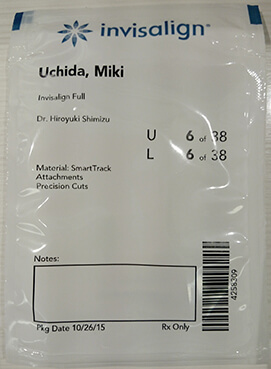 invisalign®
Uchida, Miki
Invisalign Full
Dr. Hiroyuki Shimizu
U 6 of 38
L 6 of 38
Material: SmartTrack
Attachments
Precision Cuts
Notes:
4256309
Pkg Date 10/26/15 Rx Only